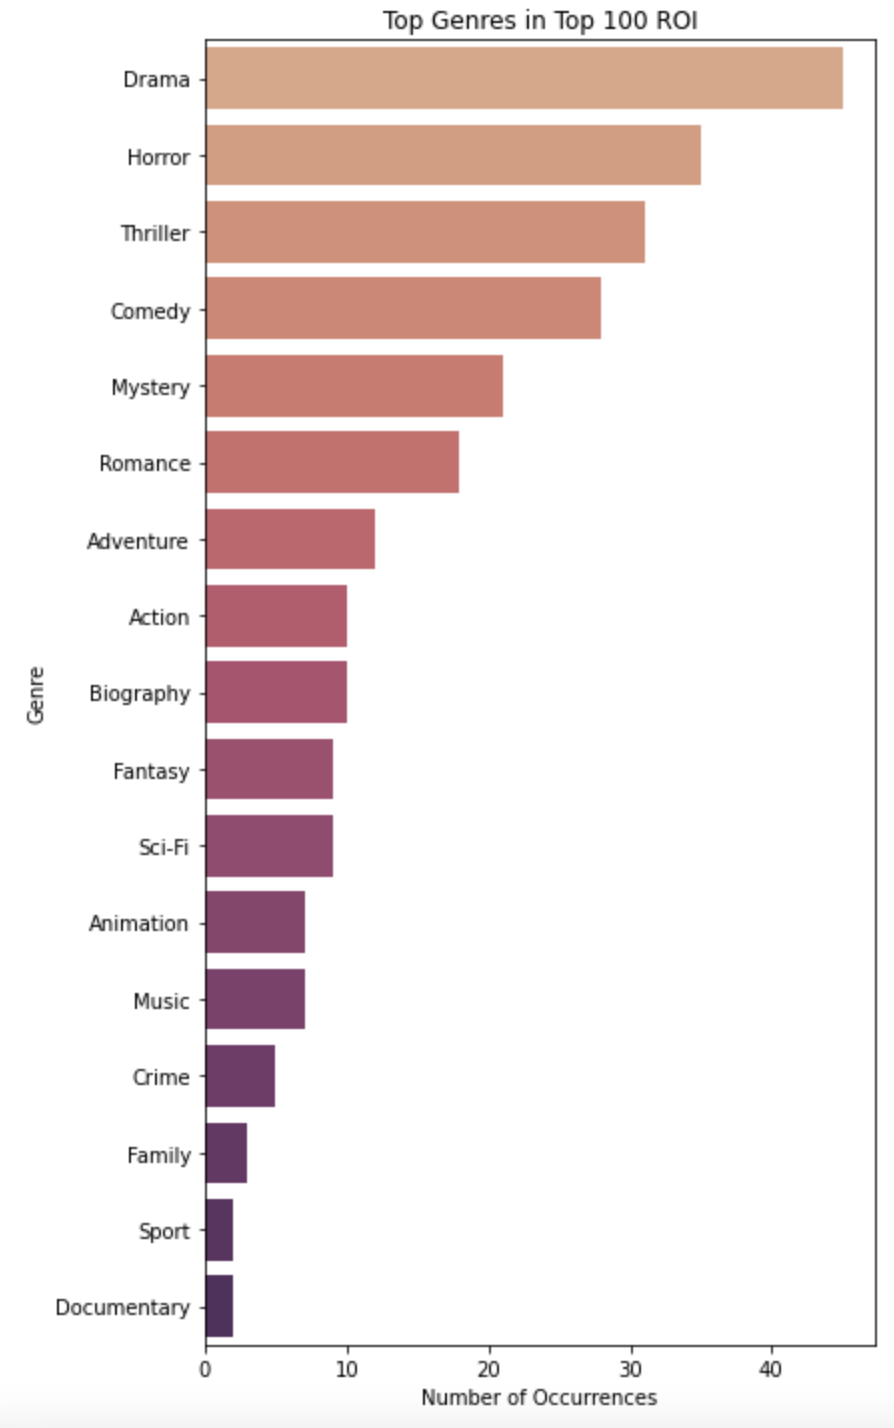 Top Genres in Top 100 ROI
Drama
Horror
Thriller
Comedy
Mystery
Romance
Adventure
Action
Biography
Fantasy
Sci-Fi
Animation
Music
Crime
Family
Sport
Documentary
Genre
0 10 20 30 40
Number of Occurrences